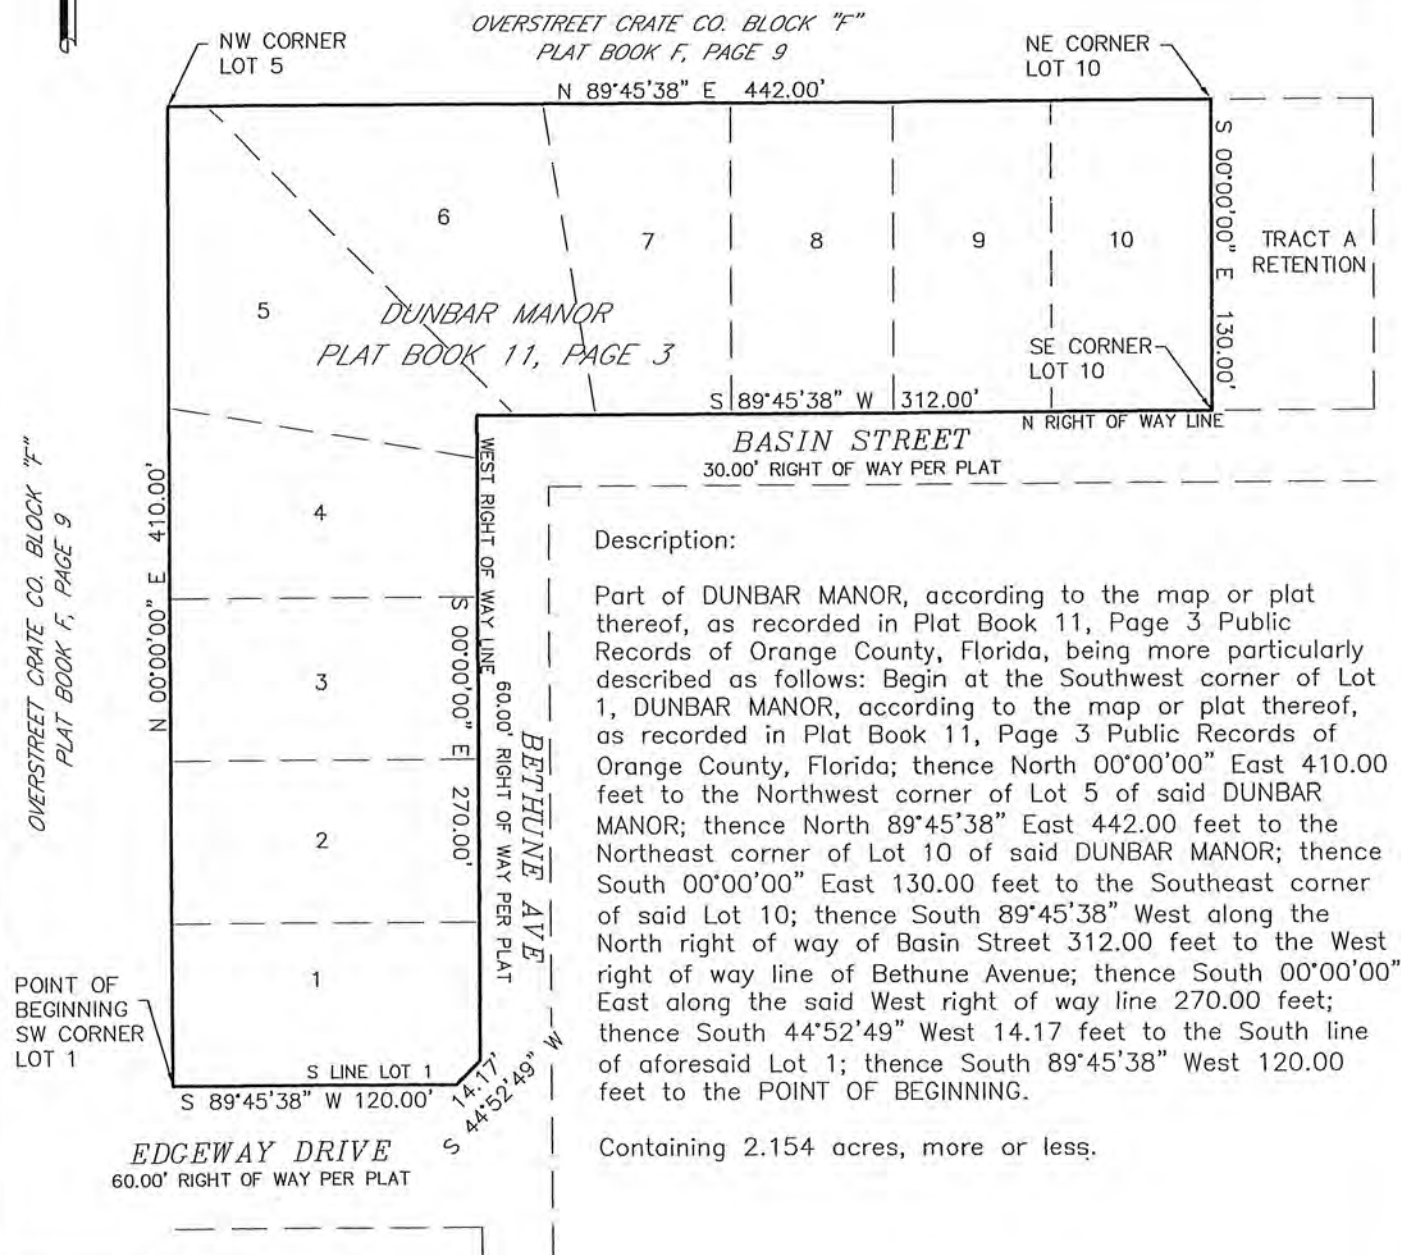 OVERSTREET CRATE CO. BLOCK "F"
PLAT BOOK F, PAGE 9
NW CORNER
LOT 5
NE CORNER
LOT 10
N 89°45'38" E 442.00'
S 00°00'00" E 130.00'
TRACT A
RETENTION
5
6
7
8
9
10
DUNBAR MANOR
PLAT BOOK 11, PAGE 3
SE CORNER
LOT 10
S 89°45'38" W 312.00'
N RIGHT OF WAY LINE
BASIN STREET
30.00' RIGHT OF WAY PER PLAT
OVERSTREET CRATE CO. BLOCK "F"
PLAT BOOK F, PAGE 9
N 00°00'00" E 410.00'
4
3
2
1
WEST RIGHT OF WAY LINE
S 00°00'00" E 270.00'
60.00' RIGHT OF WAY PER PLAT
BETHUNE AVE
POINT OF
BEGINNING
SW CORNER
LOT 1
S LINE LOT 1
S 89°45'38" W 120.00'
14.17'
S 44°52'49" W
EDGEWAY DRIVE
60.00' RIGHT OF WAY PER PLAT
Description:
Part of DUNBAR MANOR, according to the map or plat
thereof, as recorded in Plat Book 11, Page 3 Public
Records of Orange County, Florida, being more particularly
described as follows: Begin at the Southwest corner of Lot
1, DUNBAR MANOR, according to the map or plat thereof,
as recorded in Plat Book 11, Page 3 Public Records of
Orange County, Florida; thence North 00°00'00" East 410.00
feet to the Northwest corner of Lot 5 of said DUNBAR
MANOR; thence North 89°45'38" East 442.00 feet to the
Northeast corner of Lot 10 of said DUNBAR MANOR; thence
South 00°00'00" East 130.00 feet to the Southeast corner
of said Lot 10; thence South 89°45'38" West along the
North right of way of Basin Street 312.00 feet to the West
right of way line of Bethune Avenue; thence South 00°00'00"
East along the said West right of way line 270.00 feet;
thence South 44°52'49" West 14.17 feet to the South line
of aforesaid Lot 1; thence South 89°45'38" West 120.00
feet to the POINT OF BEGINNING.
Containing 2.154 acres, more or less.